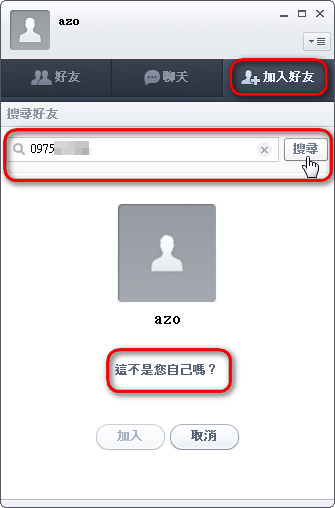 azo
好友
聊天
加入好友
搜尋好友
0975
搜尋
azo
這不是您自己嗎？
加入
取消